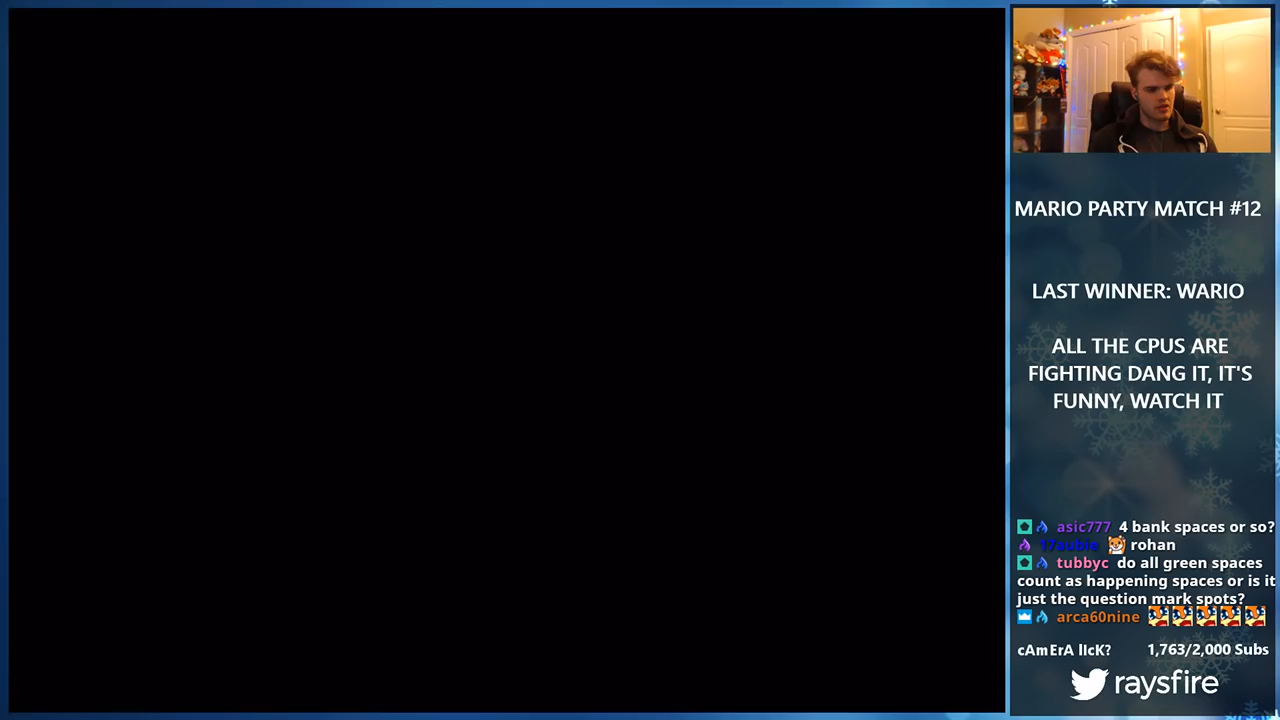 MARIO PARTY MATCH #12
LAST WINNER: WARIO
ALL THE CPUS ARE
FIGHTING DANG IT, IT'S
FUNNY, WATCH IT
asic777 4 bank spaces or so?
17aubie rohan
tubbyc do all green spaces
count as happening spaces or is it
just the question mark spots?
arca60nine
cAmErA lIcK? 1,763/2,000 Subs
raysfire